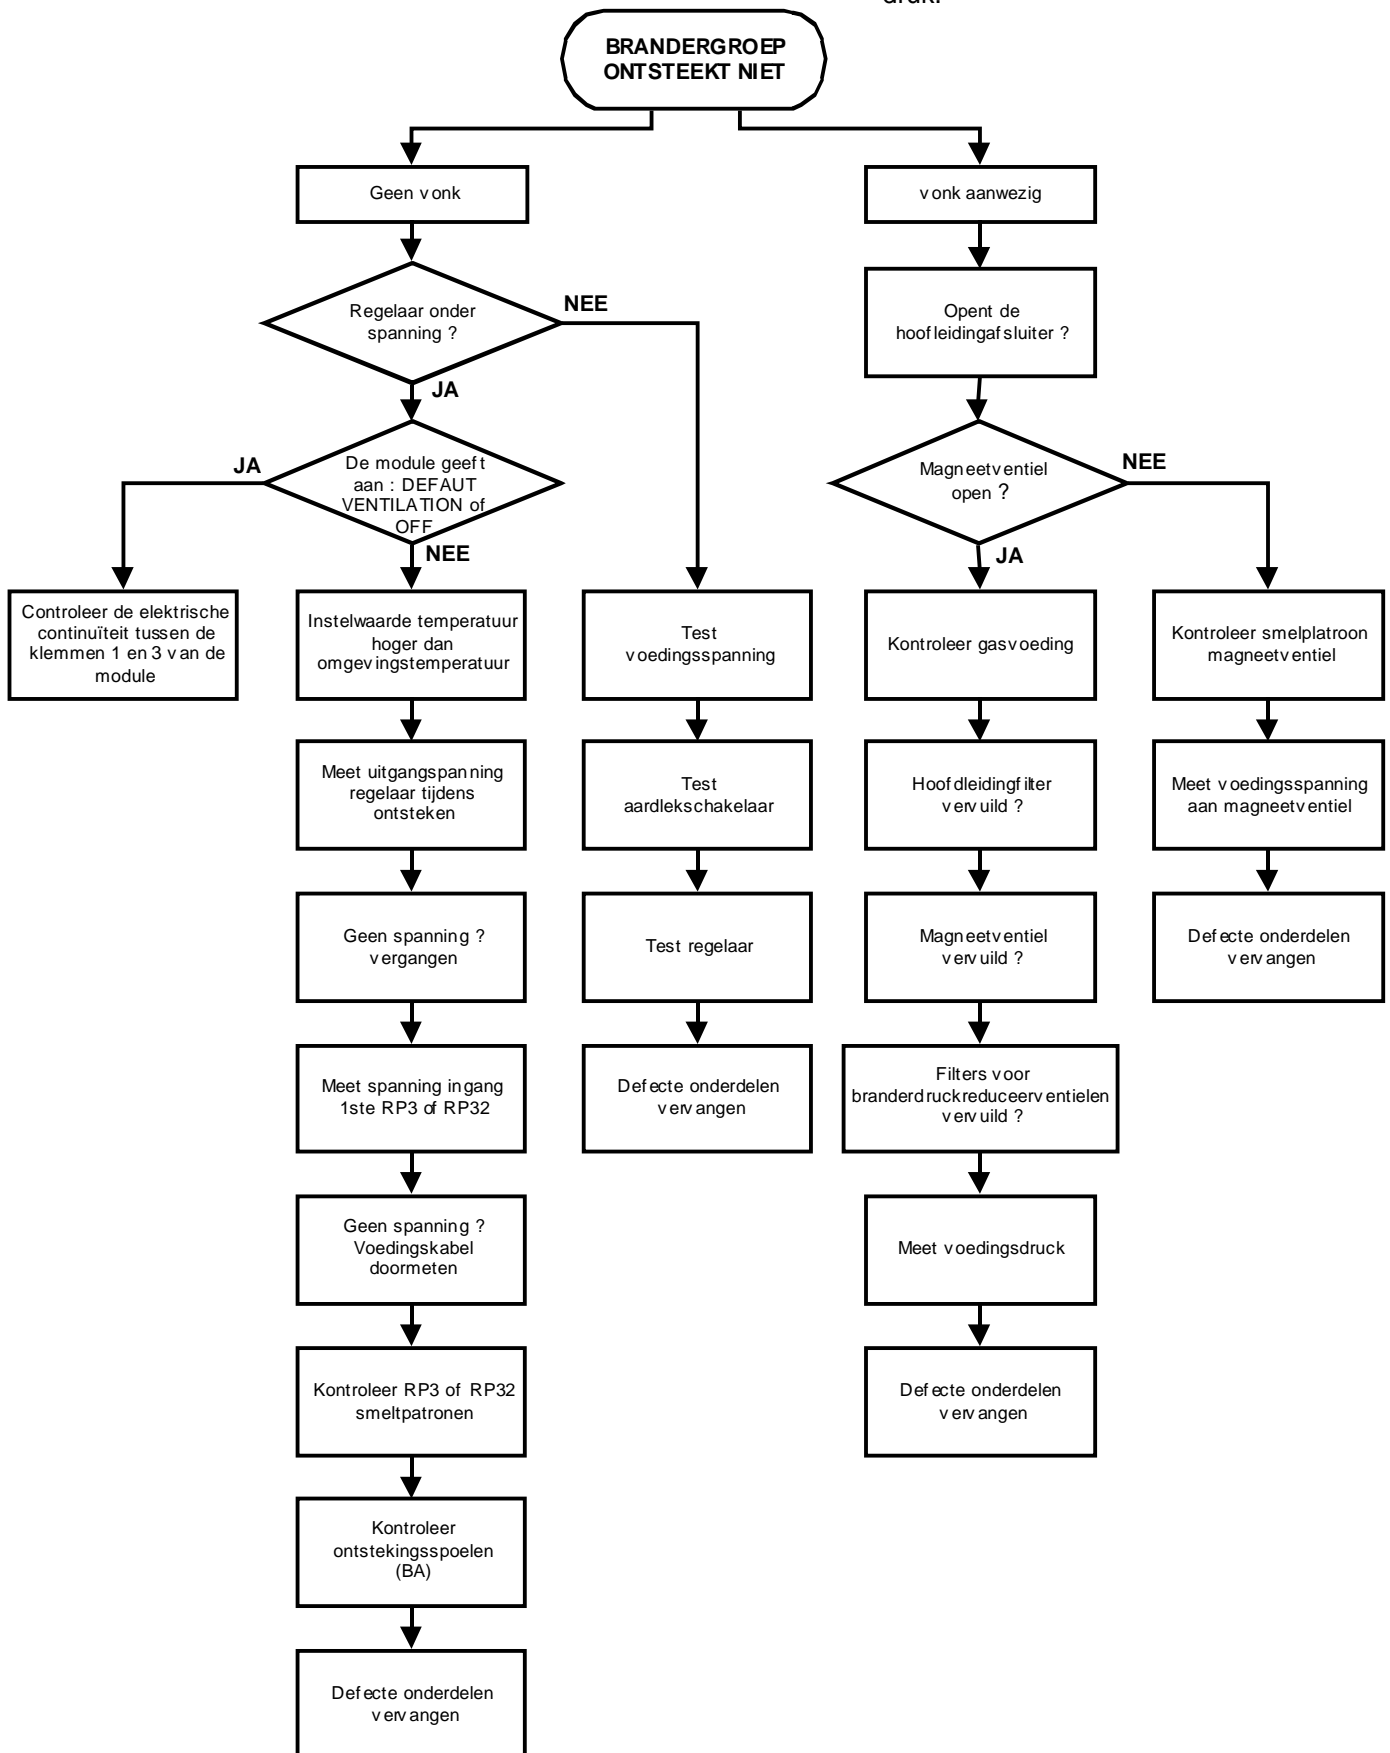 BRANDERGROEP
ONTSTEEKT NIET
Geen vonk
vonk aanwezig
Regelaar onder
spanning ?
NEE
JA
Opent de
hoofleidingafsluiter ?
De module geeft
aan : DEFAUT
VENTILATION of
OFF
JA
NEE
Magneetventiel
open ?
NEE
JA
Controleer de elektrische
continuïteit tussen de
klemmen 1 en 3 van de
module
Instelwaarde temperatuur
hoger dan
omgevingstemperatuur
Test
voedingsspanning
Kontroleer gasvoeding
Kontroleer smelplatroon
magneetventiel
Meet uitgangspanning
regelaar tijdens
ontsteken
Test
aardlekschakelaar
Hoofdleidingfilter
vervuild ?
Meet voedingsspanning
aan magneetventiel
Geen spanning ?
vergangen
Test regelaar
Magneetventiel
vervuild ?
Defecte onderdelen
vervangen
Meet spanning ingang
1ste RP3 of RP32
Defecte onderdelen
vervangen
Filters voor
branderdruckreduceerventielen
vervuild ?
Geen spanning ?
Voedingskabel
doormeten
Meet voedingsdruck
Kontroleer RP3 of RP32
smeltpatronen
Defecte onderdelen
vervangen
Kontroleer
ontstekingsspoelen
(BA)
Defecte onderdelen
vervangen